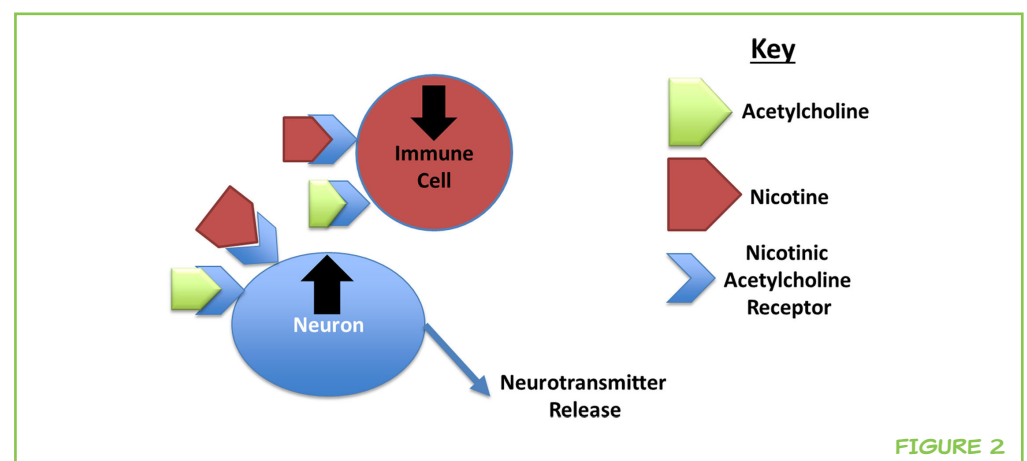 Key
Acetylcholine
Nicotine
Nicotinic
Acetylcholine
Receptor
Immune
Cell
Neuron
Neurotransmitter
Release
FIGURE 2